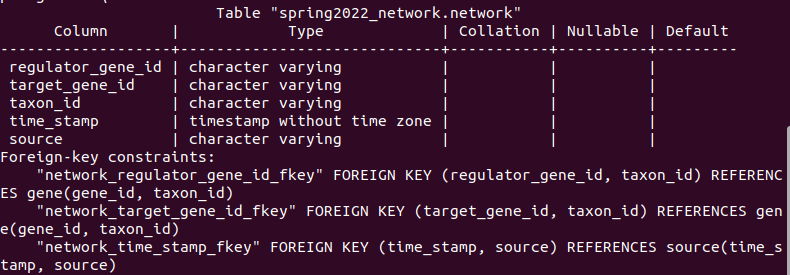 Table "spring2022_network.network"
      Column       |            Type             | Collation | Nullable | Default
-------------------+-----------------------------+-----------+----------+---------
 regulator_gene_id | character varying           |           |          |
 target_gene_id    | character varying           |           |          |
 taxon_id          | character varying           |           |          |
 time_stamp        | timestamp without time zone |           |          |
 source            | character varying           |           |          |
Foreign-key constraints:
    "network_regulator_gene_id_fkey" FOREIGN KEY (regulator_gene_id, taxon_id) REFERENC
ES gene(gene_id, taxon_id)
    "network_target_gene_id_fkey" FOREIGN KEY (target_gene_id, taxon_id) REFERENCES gen
e(gene_id, taxon_id)
    "network_time_stamp_fkey" FOREIGN KEY (time_stamp, source) REFERENCES source(time_s
tamp, source)